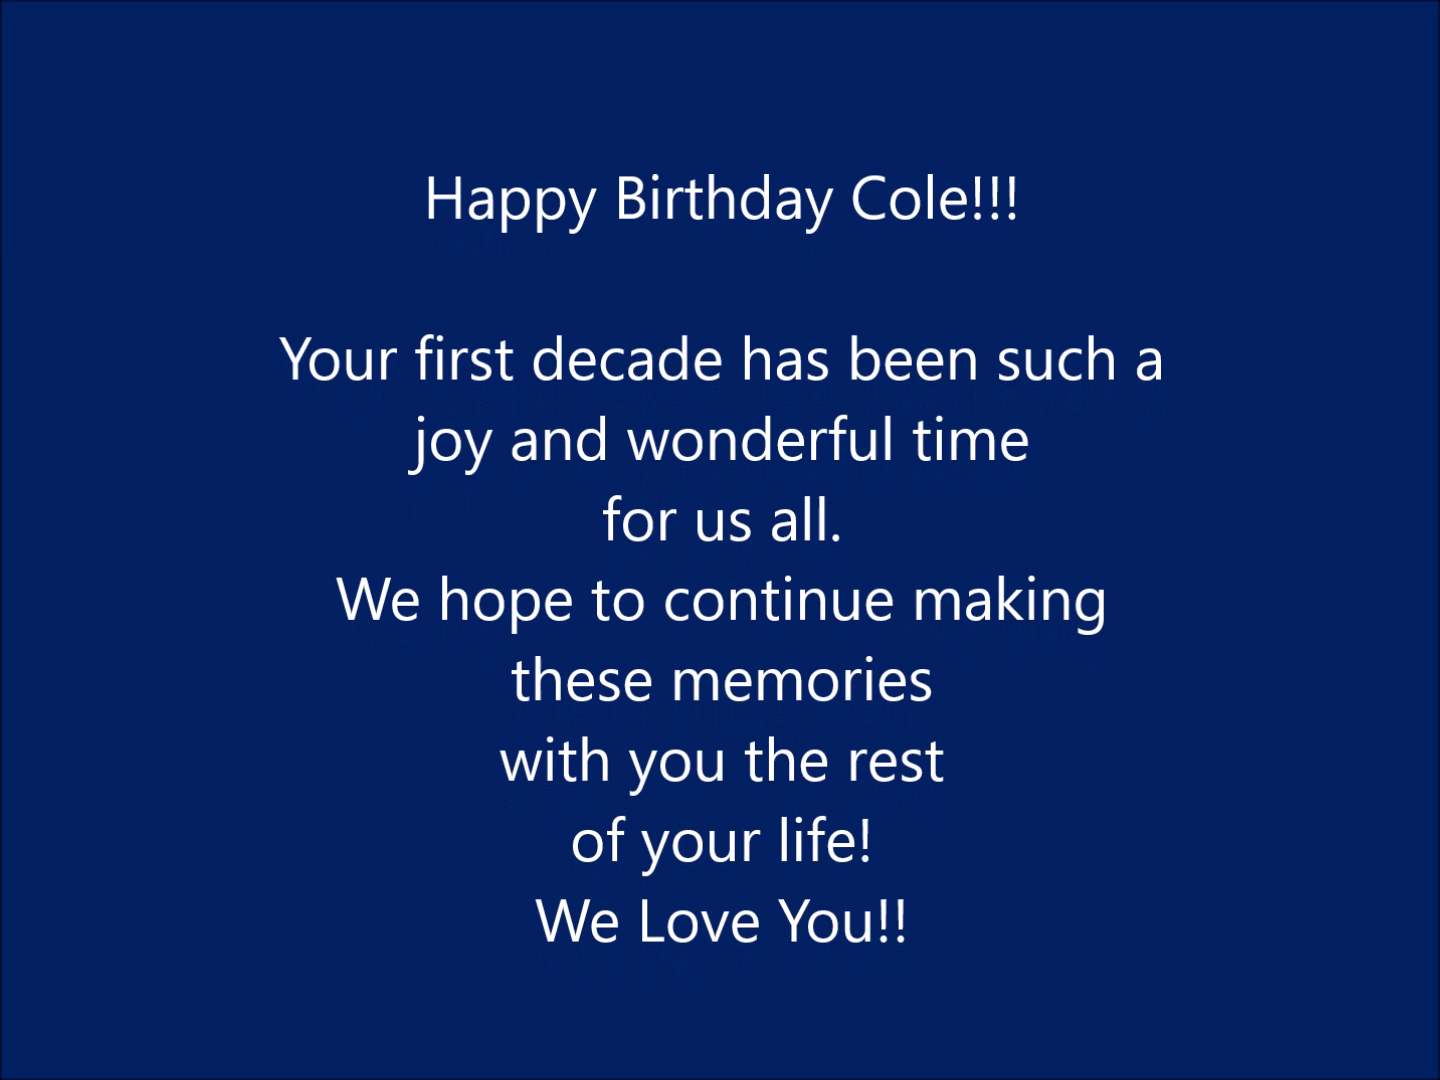 Happy Birthday Cole!!!
Your first decade has been such a
joy and wonderful time
for us all.
We hope to continue making
these memories
with you the rest
of your life!
We Love You!!